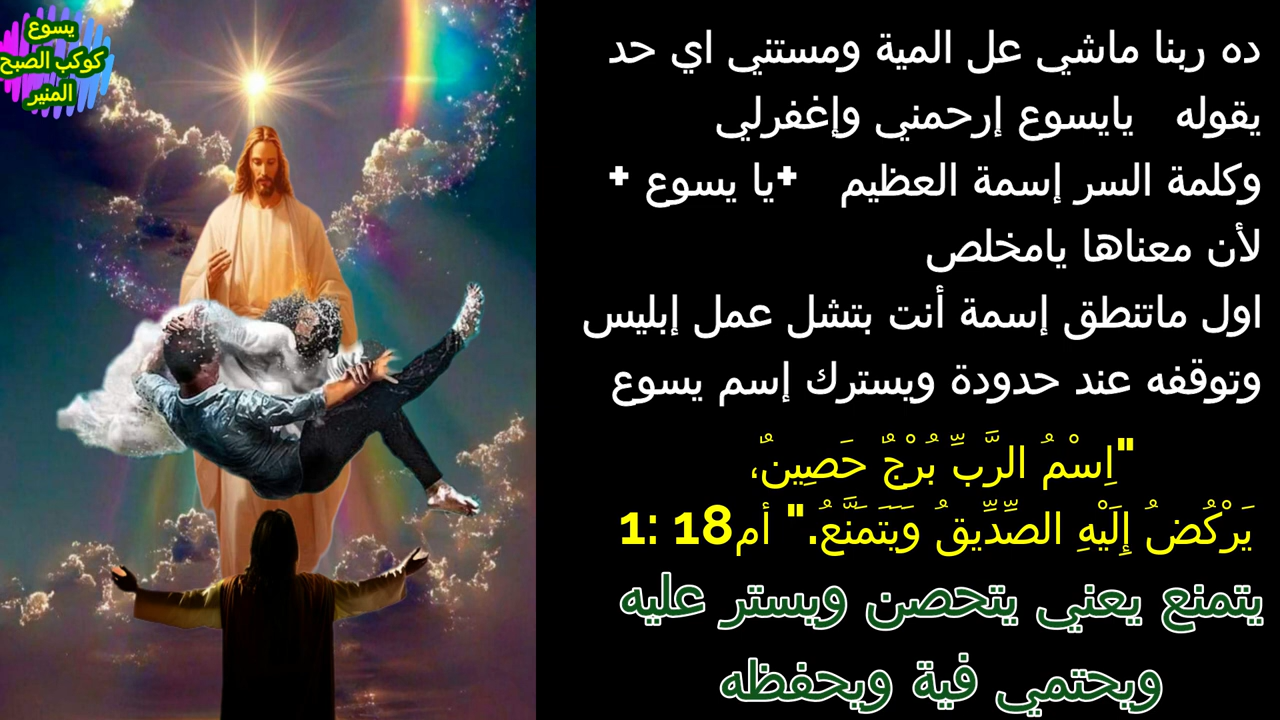 يسوع
كوكب الصبح
المنير
ده ربنا ماشي عل المية ومستني اي حد
يقوله يايسوع إرحمني وإغفرلي
وكلمة السر إسمة العظيم +يا يسوع +
لأن معناها يامخلص
اول ماتنطق إسمة أنت بتشل عمل إبليس
وتوقفه عند حدودة ويسترك إسم يسوع
"اِسْمُ الرَّبِّ بُرْجٌ حَصِينٌ،
يَرْكُضُ إِلَيْهِ الصِّدِّيقُ وَيَتَمَنَّعُ." أم18 :1
يتمنع يعني يتحصن ويستر عليه
ويحتمي فية ويحفظه